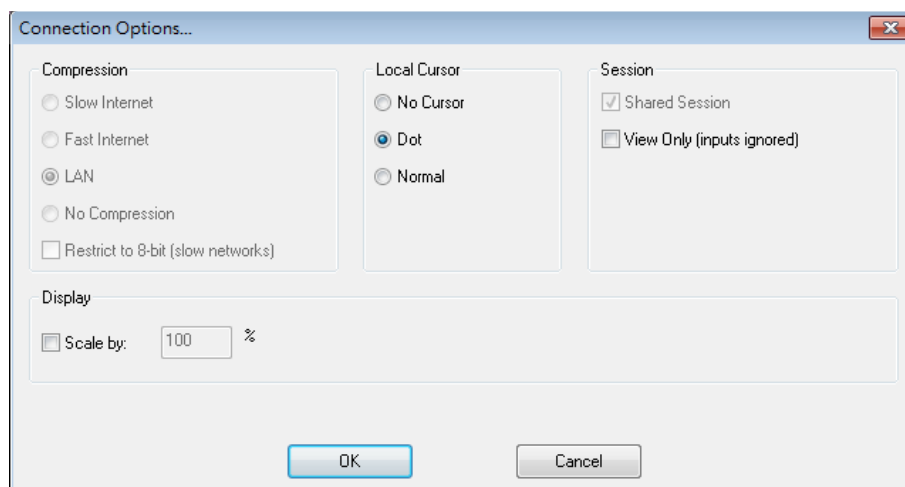 Connection Options...
Compression
Slow Internet
Fast Internet
LAN
No Compression
Restrict to 8-bit (slow networks)
Local Cursor
No Cursor
Dot
Normal
Session
Shared Session
View Only (inputs ignored)
Display
Scale by: 100 %
OK
Cancel